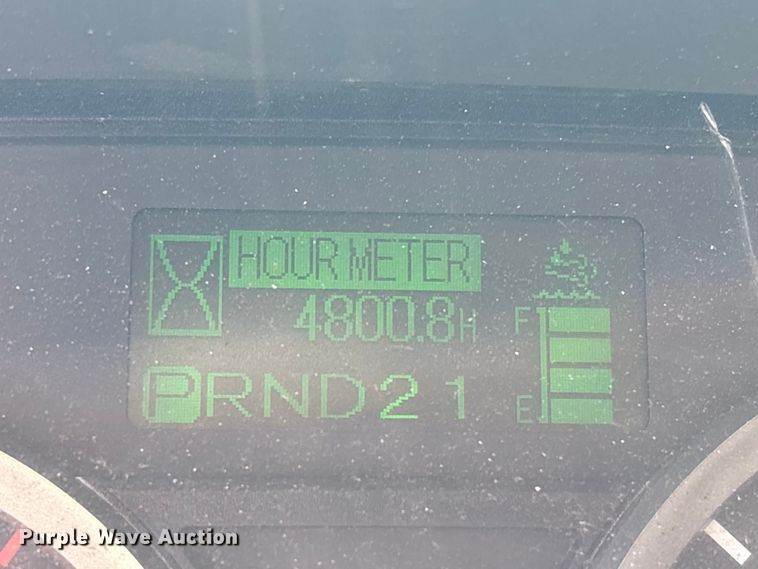 HOUR METER
4800.8H
F
PRND21
E
Purple Wave Auction